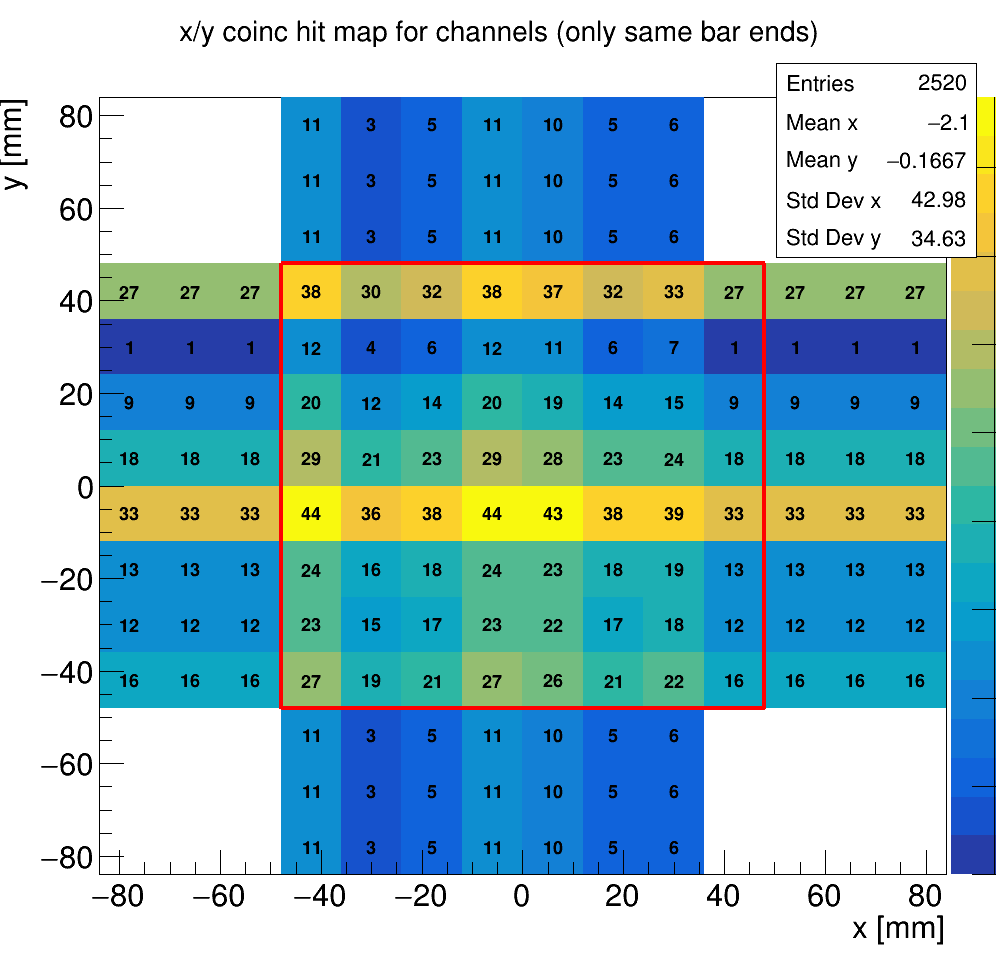 x/y coinc hit map for channels (only same bar ends)
Entries 2520
Mean x −2.1
Mean y −0.1667
Std Dev x 42.98
Std Dev y 34.63
y [mm]
80
60
40
20
0
−20
−40
−60
−80
11 3 5 11 10 5 6
11 3 5 11 10 5 6
11 3 5 11 10 5 6
27 27 27 38 30 32 38 37 32 33 27 27 27 27
1 1 1 12 4 6 12 11 6 7 1 1 1 1
9 9 9 20 12 14 20 19 14 15 9 9 9 9
18 18 18 29 21 23 29 28 23 24 18 18 18 18
33 33 33 44 36 38 44 43 38 39 33 33 33 33
13 13 13 24 16 18 24 23 18 19 13 13 13 13
12 12 12 23 15 17 23 22 17 18 12 12 12 12
16 16 16 27 19 21 27 26 21 22 16 16 16 16
11 3 5 11 10 5 6
11 3 5 11 10 5 6
11 3 5 11 10 5 6
−80 −60 −40 −20 0 20 40 60 80
x [mm]